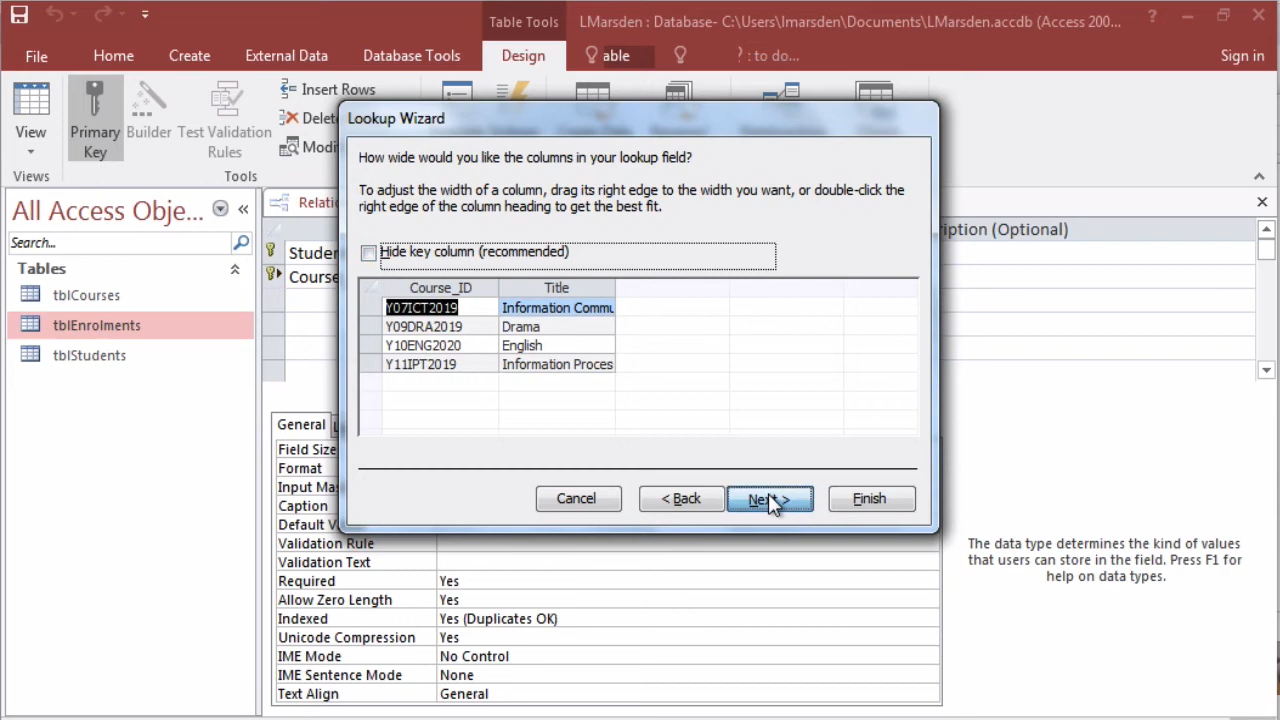 Table Tools
LMarsden : Database- C:\Users\lmarsden\Documents\LMarsden.accdb (Access 200...
File
Home
Create
External Data
Database Tools
Design
able
: to do...
Sign in
View
Primary
Key
Builder
Test Validation
Rules
Insert Rows
Views
Tools
Lookup Wizard
How wide would you like the columns in your lookup field?
To adjust the width of a column, drag its right edge to the width you want, or double-click the
right edge of the column heading to get the best fit.
Hide key column (recommended)
Course_ID Title
Y07ICT2019 Information Commu
Y09DRA2019 Drama
Y10ENG2020 English
Y11IPT2019 Information Proces
Cancel
< Back
Next >
Finish
All Access Obje...
Search...
Tables
tblCourses
tblEnrolments
tblStudents
(Optional)
Studen
Course
General
Field Size
Format
Input Ma
Caption
Default V
Validation Rule
Validation Text
Required Yes
Allow Zero Length Yes
Indexed Yes (Duplicates OK)
Unicode Compression Yes
IME Mode No Control
IME Sentence Mode None
Text Align General
The data type determines the kind of values
that users can store in the field. Press F1 for
help on data types.